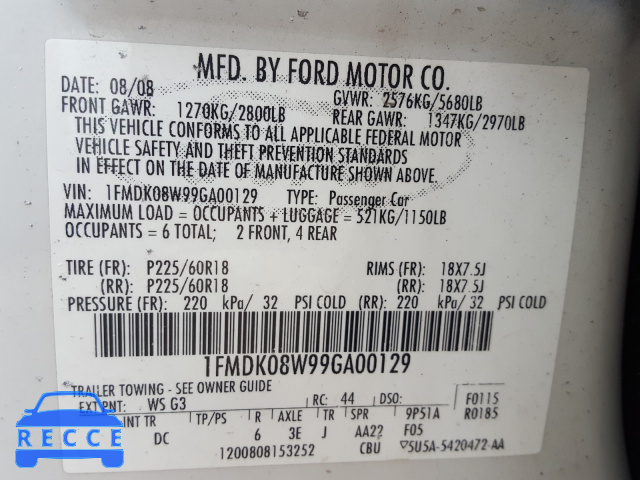 MFD. BY FORD MOTOR CO.
DATE: 08/08 GVWR: 2576KG/5680LB
FRONT GAWR: 1270KG/2800LB REAR GAWR: 1347KG/2970LB
THIS VEHICLE CONFORMS TO ALL APPLICABLE FEDERAL MOTOR
VEHICLE SAFETY AND THEFT PREVENTION STANDARDS
IN EFFECT ON THE DATE OF MANUFACTURE SHOWN ABOVE.
VIN: 1FMDK08W99GA00129 TYPE: Passenger Car
MAXIMUM LOAD = OCCUPANTS + LUGGAGE = 521KG/1150LB
OCCUPANTS = 6 TOTAL; 2 FRONT, 4 REAR
TIRE (FR): P225/60R18 RIMS (FR): 18X7.5J
(RR): P225/60R18 (RR): 18X7.5J
PRESSURE (FR): 220 kPa/ 32 PSI COLD (RR): 220 kPa/ 32 PSI COLD
1FMDK08W99GA00129
TRAILER TOWING - SEE OWNER GUIDE
EXT PNT: WS G3 RC: 44 DSO: F0115
INT TR TP/PS R AXLE TR SPR 9P51A R0185
DC 6 3E J AA22 F05
1200808153252 CBU 5U5A-5420472-AA
RECCE